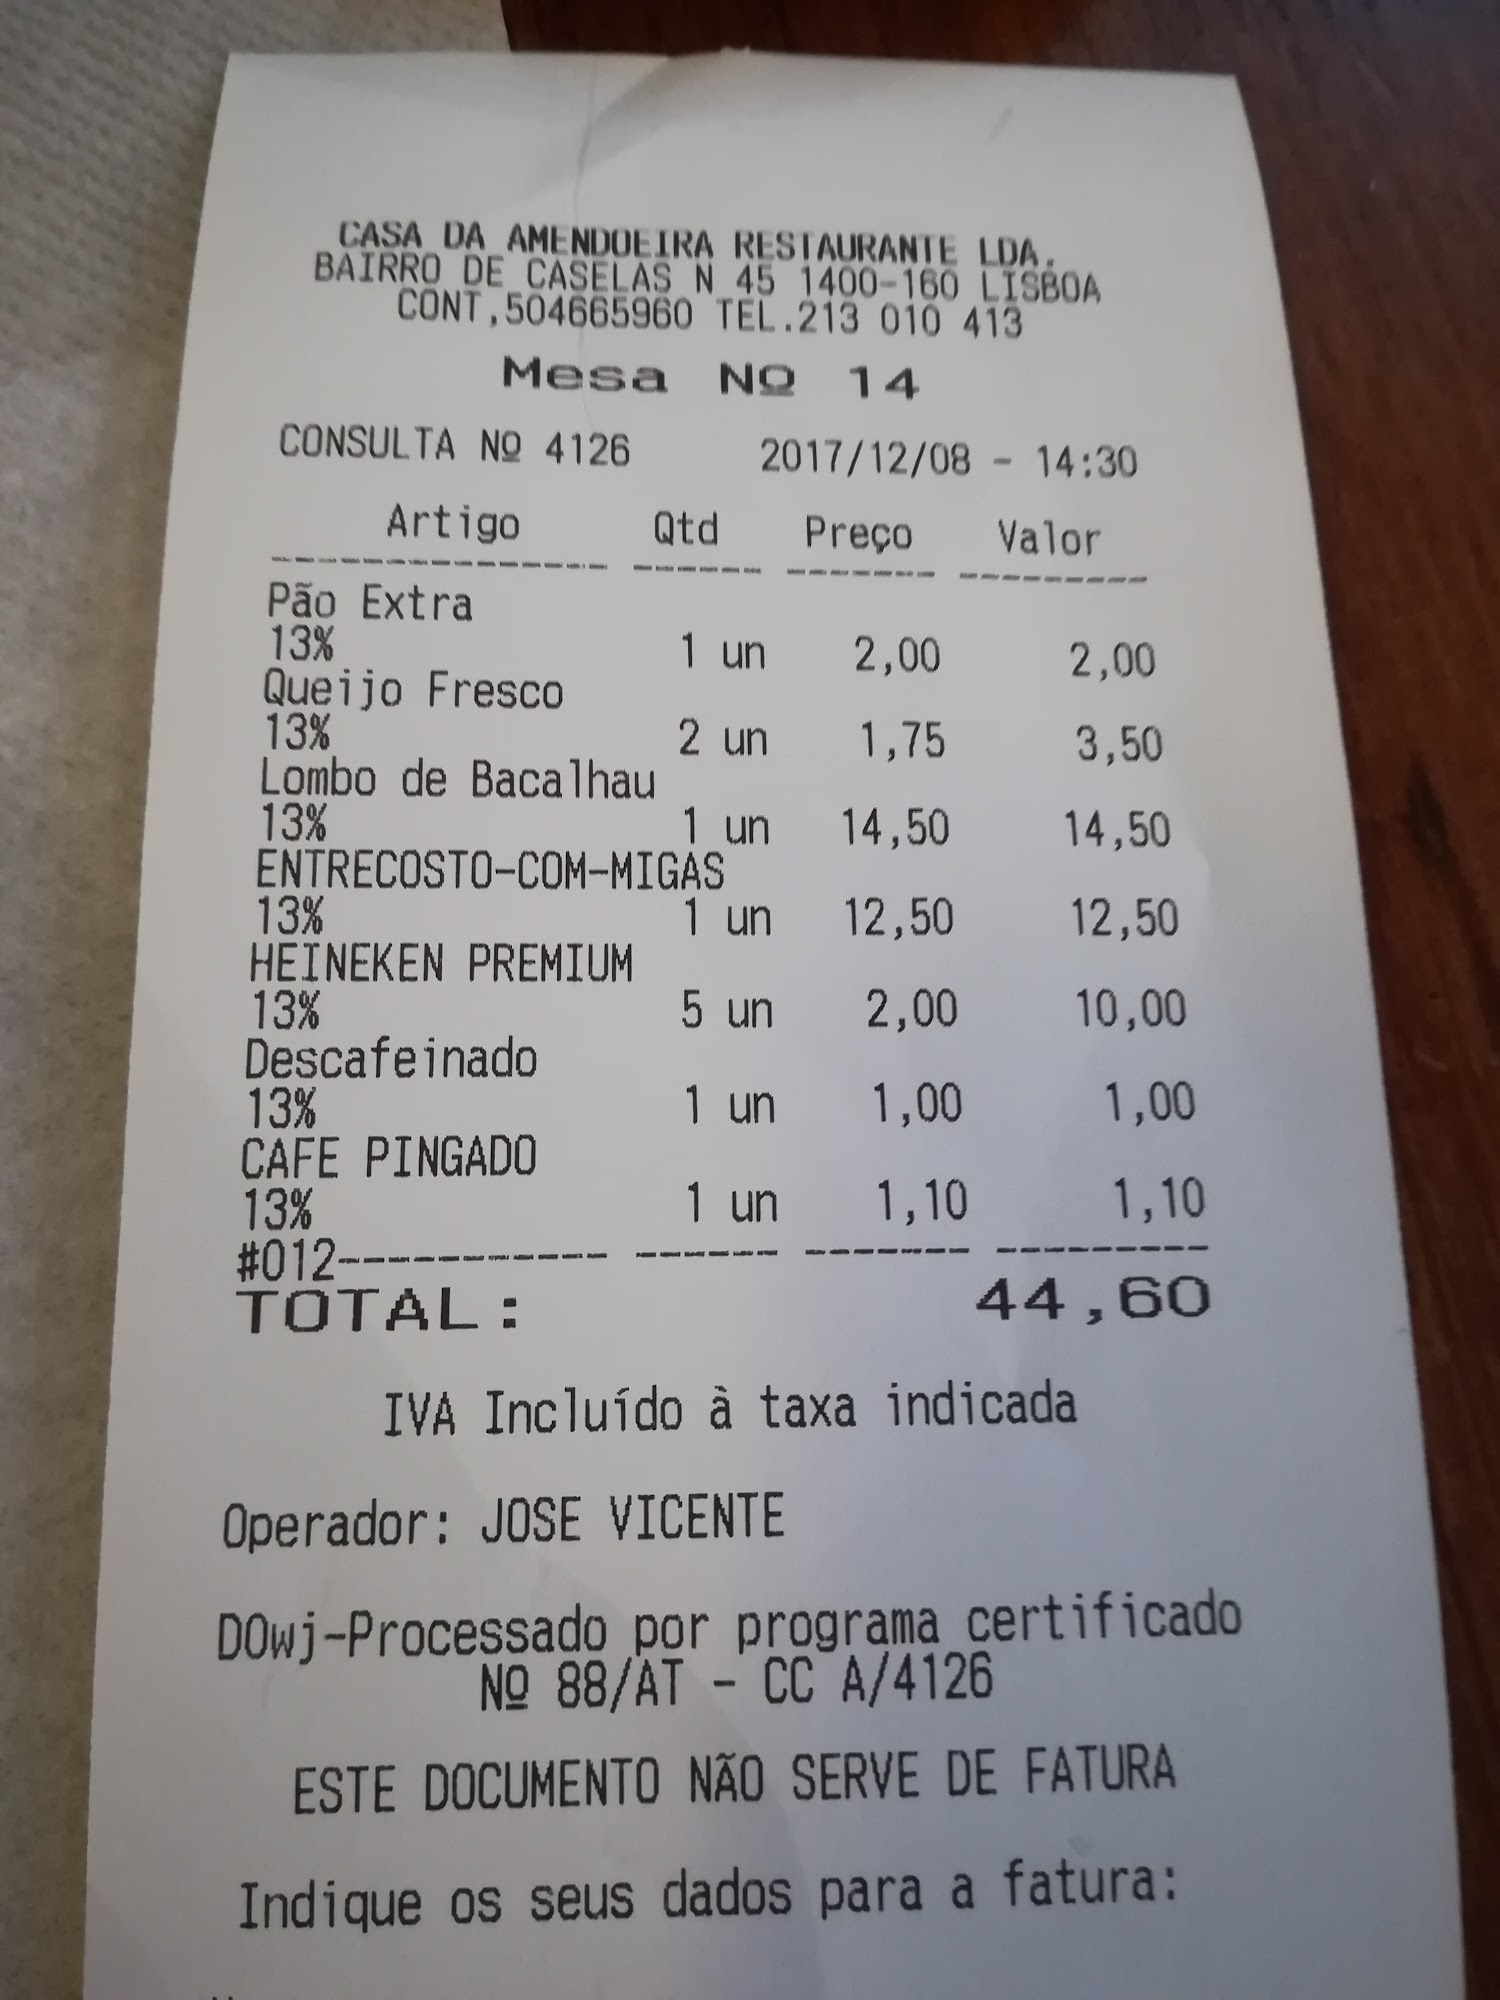 CASA DA AMENDOEIRA RESTAURANTE LDA.
BAIRRO DE CASELAS N 45 1400-160 LISBOA
CONT,504665960 TEL.213 010 413
Mesa Nº 14
CONSULTA Nº 4126 2017/12/08 - 14:30
Artigo Qtd Preço Valor
Pão Extra
13% 1 un 2,00 2,00
Queijo Fresco
13% 2 un 1,75 3,50
Lombo de Bacalhau
13% 1 un 14,50 14,50
ENTRECOSTO-COM-MIGAS
13% 1 un 12,50 12,50
HEINEKEN PREMIUM
13% 5 un 2,00 10,00
Descafeinado
13% 1 un 1,00 1,00
CAFE PINGADO
13% 1 un 1,10 1,10
#012----------- ------ ------- ---------
TOTAL: 44,60
IVA Incluído à taxa indicada
Operador: JOSE VICENTE
DOwj-Processado por programa certificado
Nº 88/AT - CC A/4126
ESTE DOCUMENTO NÃO SERVE DE FATURA
Indique os seus dados para a fatura: